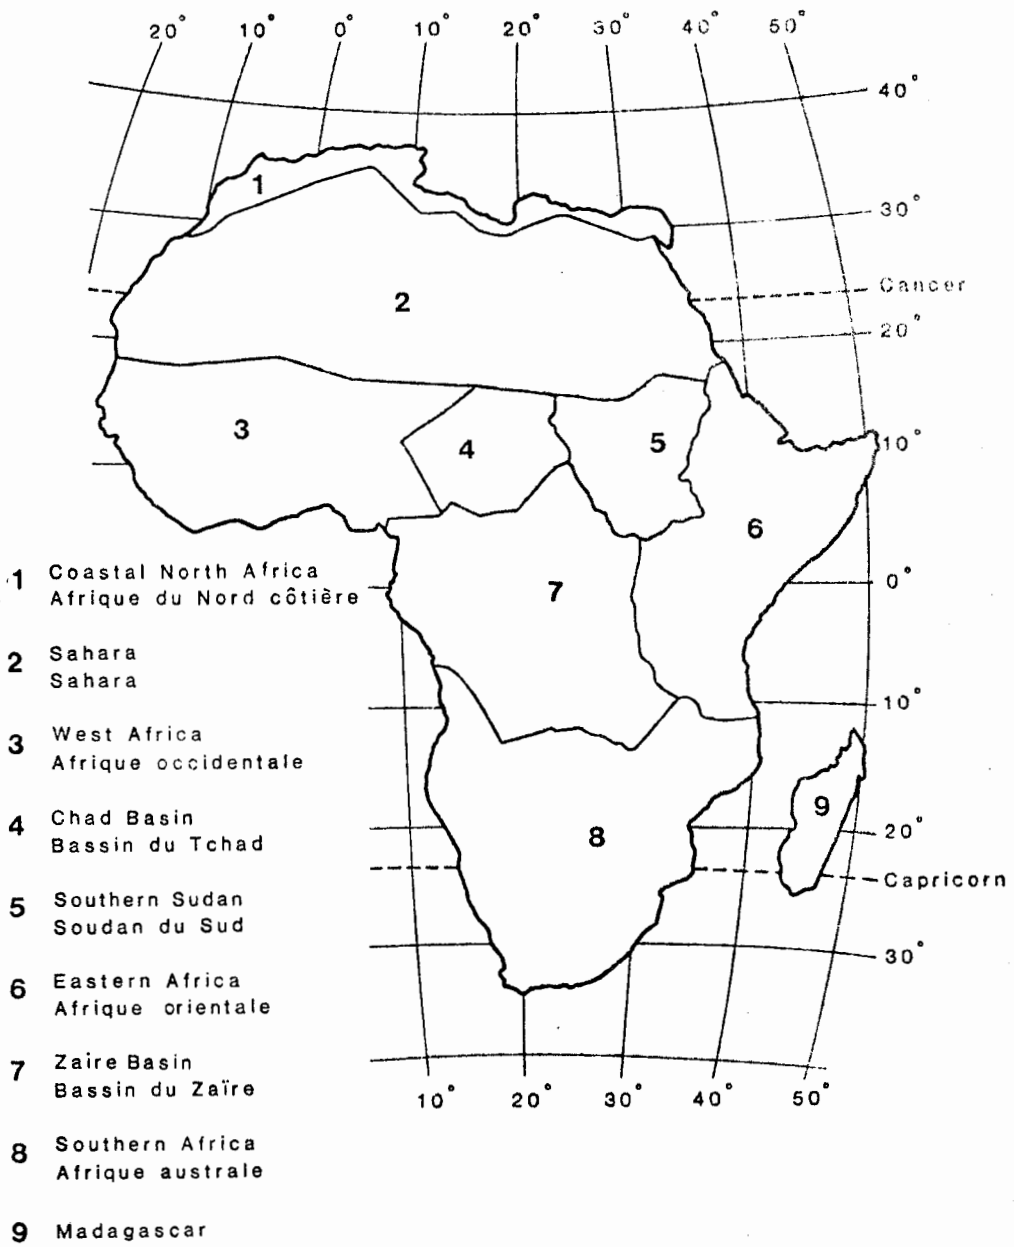 20° 10° 0° 10° 20° 30° 40° 50°
40°
1
30°
2
Cancer
20°
3
4
5
10°
6
1 Coastal North Africa
Afrique du Nord côtière
7
0°
2 Sahara
Sahara
10°
3 West Africa
Afrique occidentale
9
4 Chad Basin
Bassin du Tchad
8
20°
Capricorn
5 Southern Sudan
Soudan du Sud
30°
6 Eastern Africa
Afrique orientale
7 Zaire Basin
Bassin du Zaïre
10° 20° 30° 40° 50°
8 Southern Africa
Afrique australe
9 Madagascar